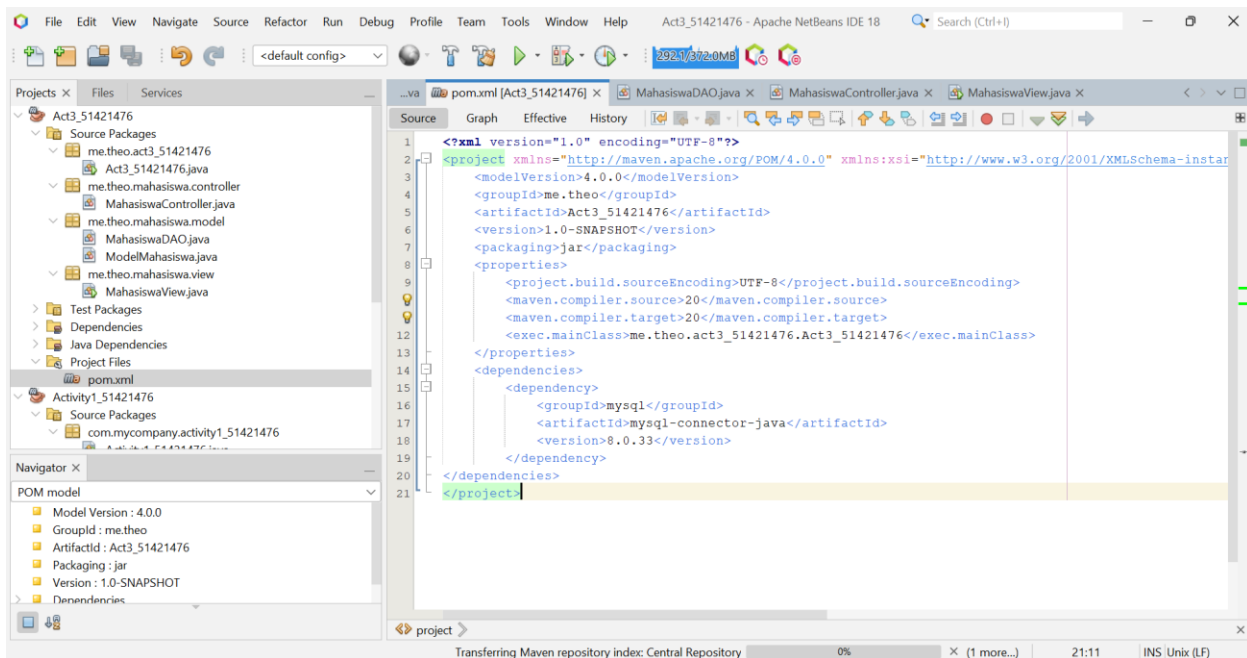 File Edit View Navigate Source Refactor Run Debug Profile Team Tools Window Help Act3_51421476 - Apache NetBeans IDE 18 Search (Ctrl+I)
<default config> 292.1/372.0MB
Projects Files Services
Act3_51421476
Source Packages
me.theo.act3_51421476
Act3_51421476.java
me.theo.mahasiswa.controller
MahasiswaController.java
me.theo.mahasiswa.model
MahasiswaDAO.java
ModelMahasiswa.java
me.theo.mahasiswa.view
MahasiswaView.java
Test Packages
Dependencies
Java Dependencies
Project Files
pom.xml
Activity1_51421476
Source Packages
com.mycompany.activity1_51421476
Navigator
POM model
Model Version : 4.0.0
GroupId : me.theo
ArtifactId : Act3_51421476
Packaging : jar
Version : 1.0-SNAPSHOT
Dependencies
...va pom.xml [Act3_51421476] MahasiswaDAO.java MahasiswaController.java MahasiswaView.java
Source Graph Effective History
1 <?xml version="1.0" encoding="UTF-8"?>
2 <project xmlns="http://maven.apache.org/POM/4.0.0" xmlns:xsi="http://www.w3.org/2001/XMLSchema-instan
3 <modelVersion>4.0.0</modelVersion>
4 <groupId>me.theo</groupId>
5 <artifactId>Act3_51421476</artifactId>
6 <version>1.0-SNAPSHOT</version>
7 <packaging>jar</packaging>
8 <properties>
9 <project.build.sourceEncoding>UTF-8</project.build.sourceEncoding>
<maven.compiler.source>20</maven.compiler.source>
<maven.compiler.target>20</maven.compiler.target>
12 <exec.mainClass>me.theo.act3_51421476.Act3_51421476</exec.mainClass>
13 </properties>
14 <dependencies>
15 <dependency>
16 <groupId>mysql</groupId>
17 <artifactId>mysql-connector-java</artifactId>
18 <version>8.0.33</version>
19 </dependency>
20 </dependencies>
21 </project>
project
Transferring Maven repository index: Central Repository 0% (1 more...) 21:11 INS Unix (LF)